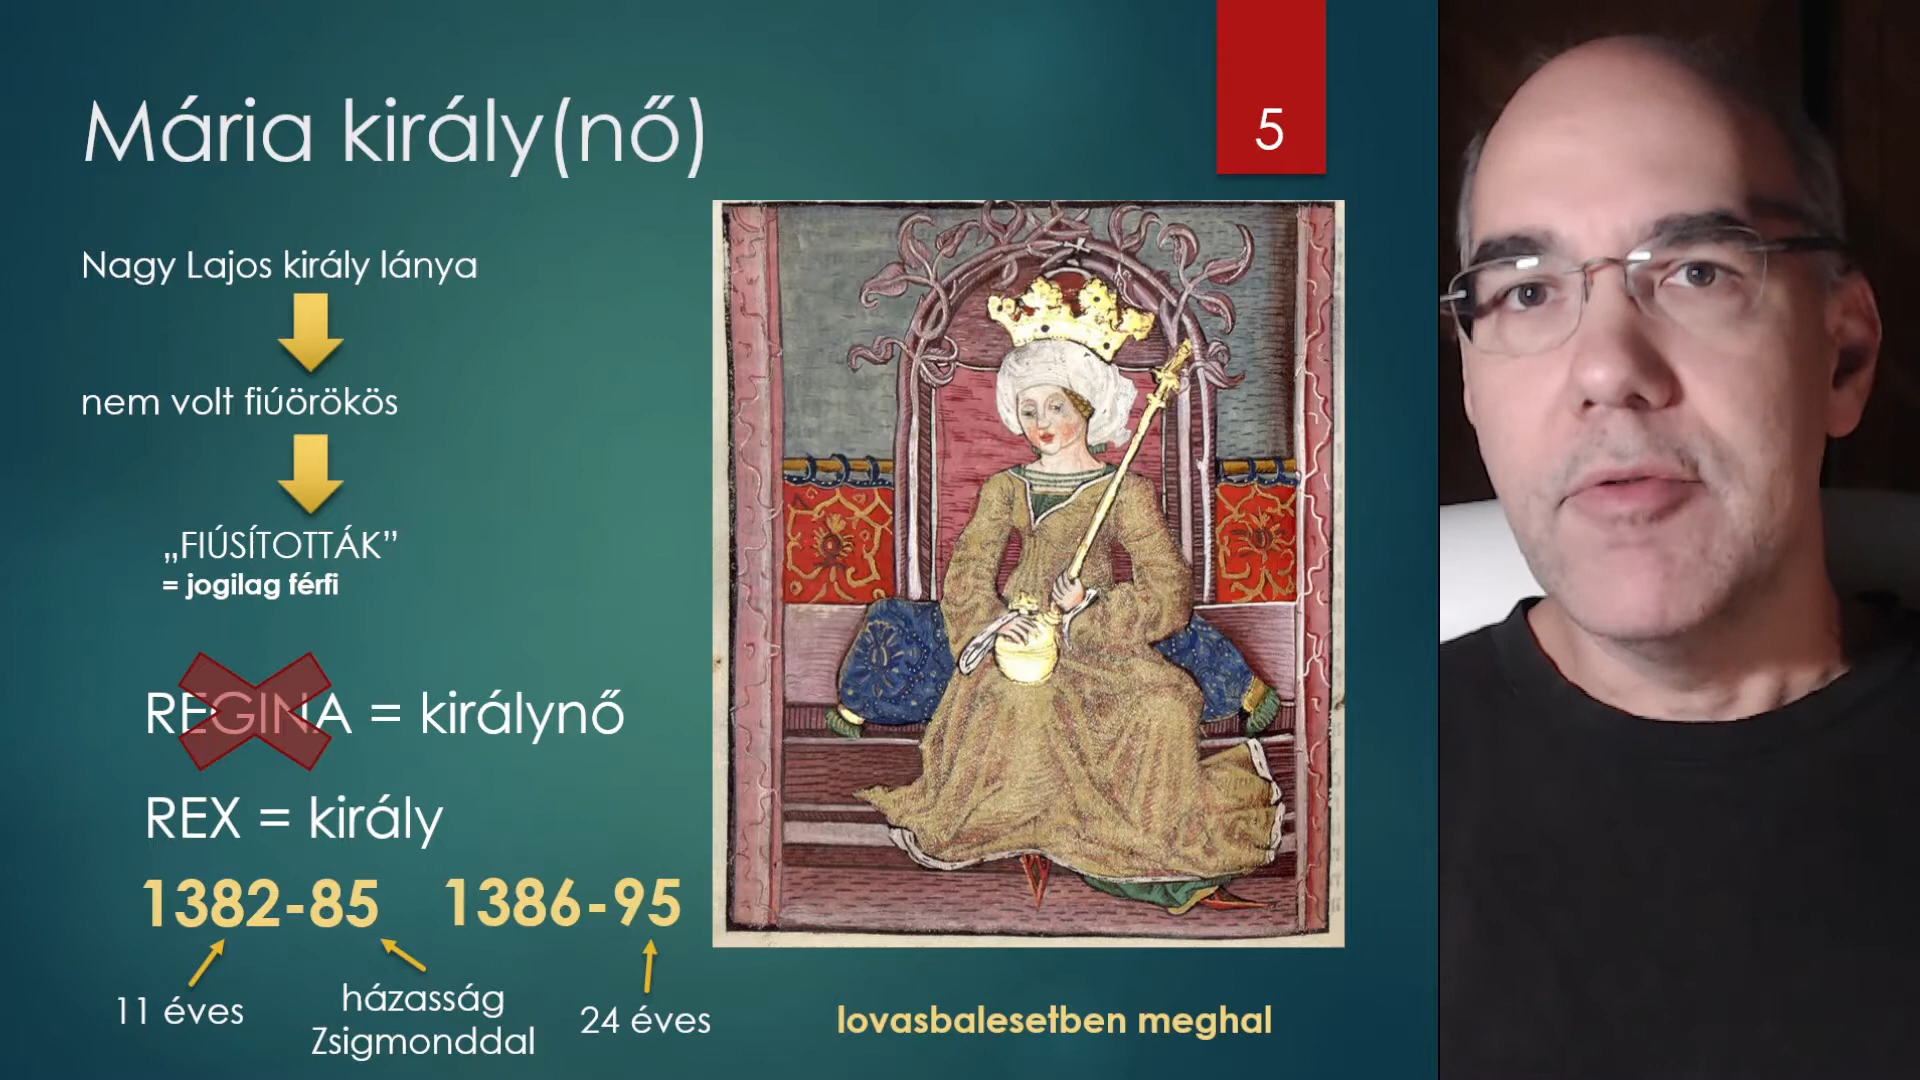 Mária király(nő)
5
Nagy Lajos király lánya
nem volt fiúörökös
„FIÚSÍTOTTÁK”
= jogilag férfi
REGINA = királynő
REX = király
1382-85 1386-95
11 éves
házasság
Zsigmonddal
24 éves
lovasbalesetben meghal